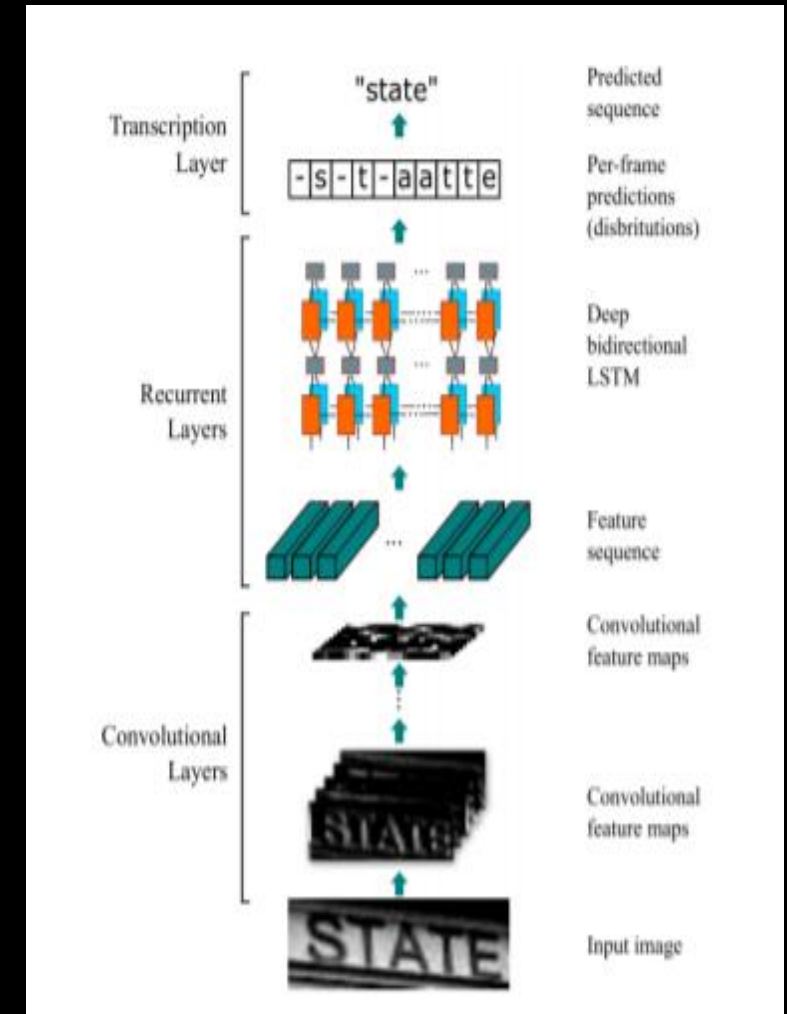 "state"
Predicted
sequence
Transcription
Layer
-s-t-aatte
Per-frame
predictions
(disbritutions)
Deep
bidirectional
LSTM
Recurrent
Layers
Feature
sequence
Convolutional
feature maps
Convolutional
Layers
STATE
Convolutional
feature maps
STATE
Input image